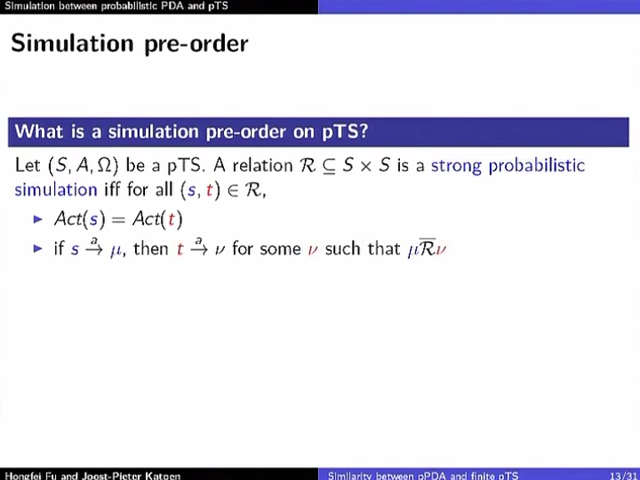 Simulation between probabilistic PDA and pTS
Simulation pre-order
What is a simulation pre-order on pTS?
Let (S, A, Ω) be a pTS. A relation ℛ ⊆ S × S is a strong probabilistic
simulation iff for all (s, t) ∈ ℛ,
▶ Act(s) = Act(t)
▶ if s →ᵃ μ, then t →ᵃ ν for some ν such that μℛ̅ν
Hongfei Fu and Joost-Pieter Katoen
Similarity between pPDA and finite pTS
13/31